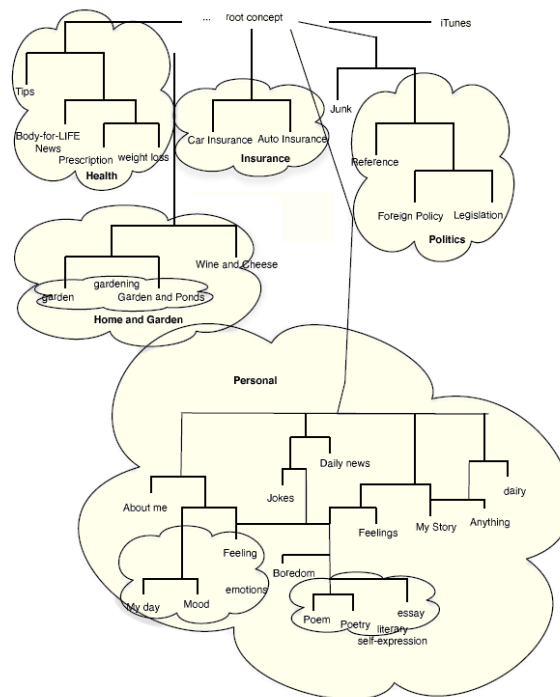 ... root concept
iTunes
Tips
Body-for-LIFE
News
Prescription
weight loss
Health
Car Insurance
Auto Insurance
Insurance
Junk
Reference
Foreign Policy
Legislation
Politics
Wine and Cheese
gardening
garden
Garden and Ponds
Home and Garden
Personal
Daily news
Jokes
dairy
About me
Feelings
My Story
Anything
Feeling
Boredom
emotions
My day
Mood
Poem
Poetry
essay
literary
self-expression